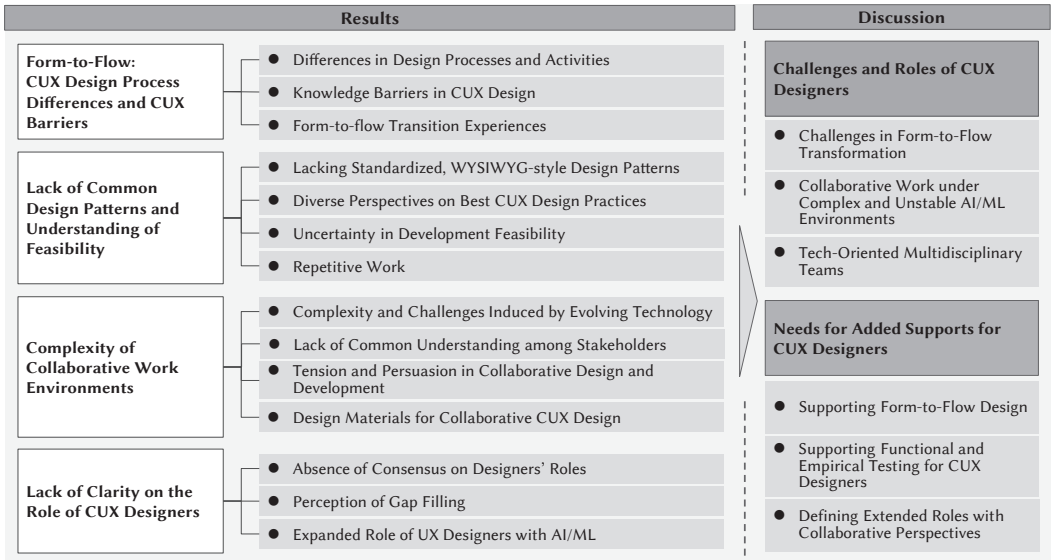 Results
Form-to-Flow:
CUX Design Process
Differences and CUX
Barriers
Differences in Design Processes and Activities
Knowledge Barriers in CUX Design
Form-to-flow Transition Experiences
Lack of Common
Design Patterns and
Understanding of
Feasibility
Lacking Standardized, WYSIWYG-style Design Patterns
Diverse Perspectives on Best CUX Design Practices
Uncertainty in Development Feasibility
Repetitive Work
Complexity of
Collaborative Work
Environments
Complexity and Challenges Induced by Evolving Technology
Lack of Common Understanding among Stakeholders
Tension and Persuasion in Collaborative Design and
Development
Design Materials for Collaborative CUX Design
Lack of Clarity on the
Role of CUX Designers
Absence of Consensus on Designers' Roles
Perception of Gap Filling
Expanded Role of UX Designers with AI/ML
Discussion
Challenges and Roles of CUX
Designers
Challenges in Form-to-Flow
Transformation
Collaborative Work under
Complex and Unstable AI/ML
Environments
Tech-Oriented Multidisciplinary
Teams
Needs for Added Supports for
CUX Designers
Supporting Form-to-Flow Design
Supporting Functional and
Empirical Testing for CUX
Designers
Defining Extended Roles with
Collaborative Perspectives